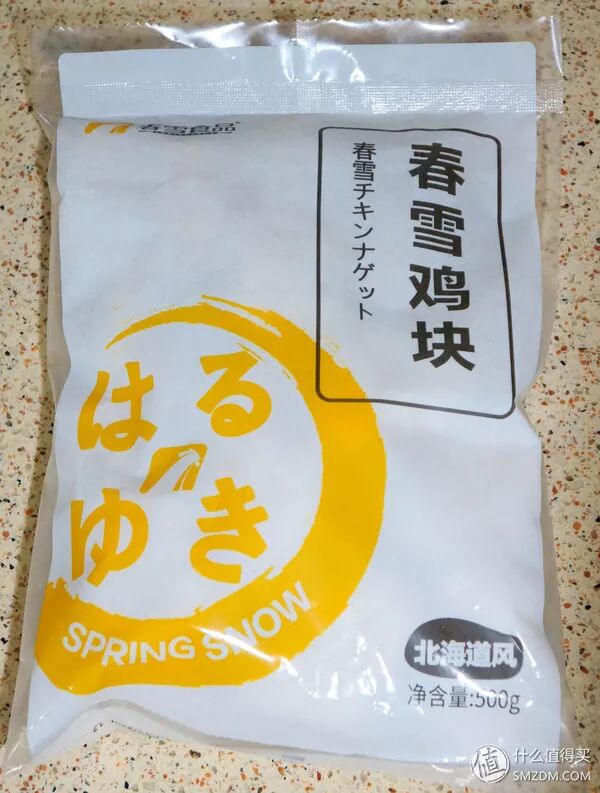 春雪食品
春雪鸡块
春雪チキンナゲット
はる
ゆき
SPRING SNOW
北海道风
净含量:500g
值 什么值得买
SMZDM.COM